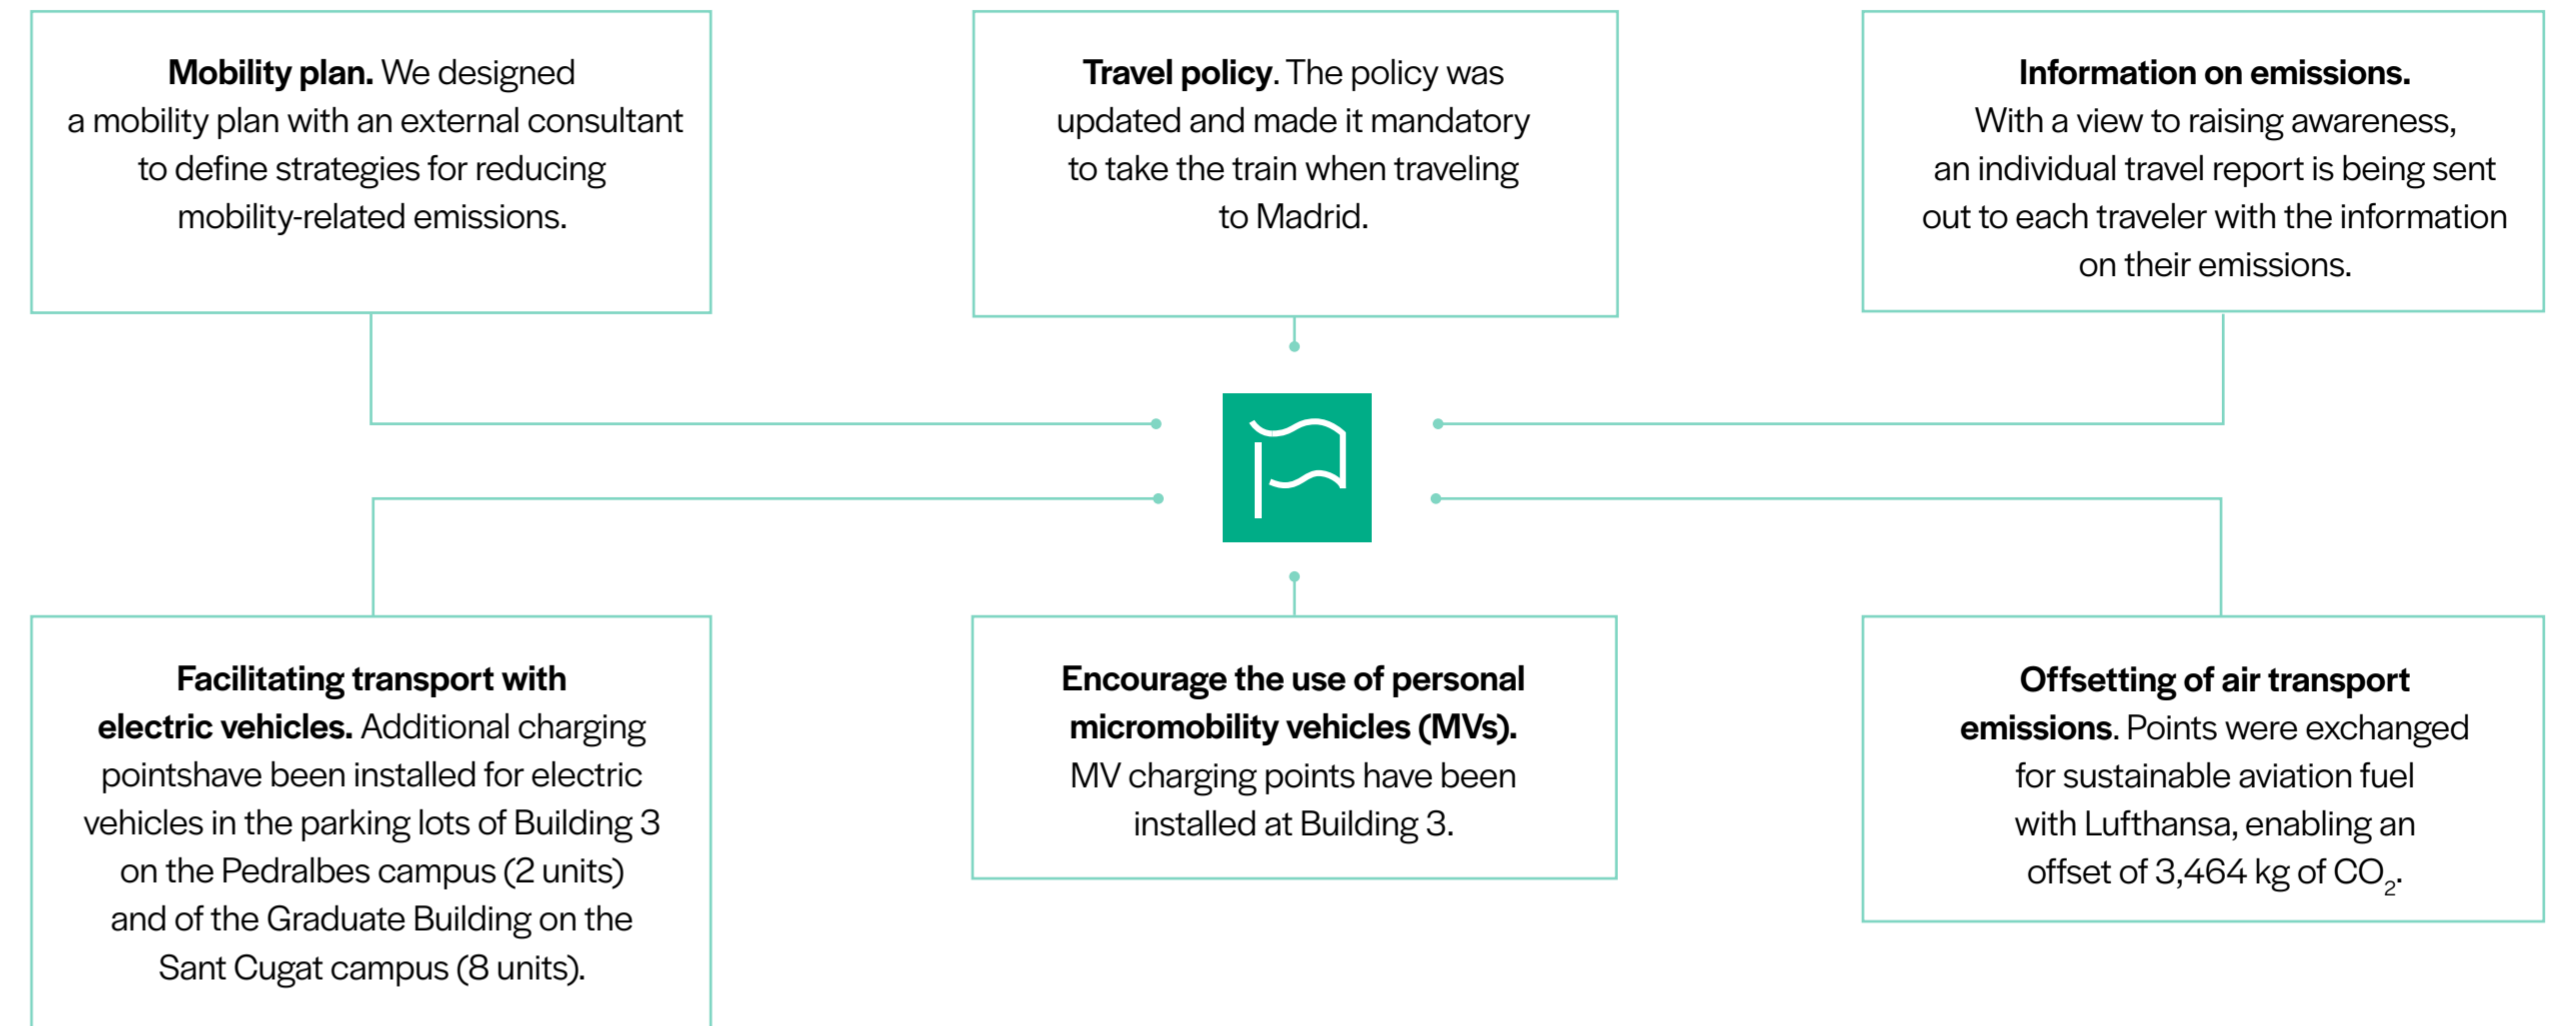 Mobility plan. We designed
a mobility plan with an external consultant
to define strategies for reducing
mobility-related emissions.
Travel policy. The policy was
updated and made it mandatory
to take the train when traveling
to Madrid.
Information on emissions.
With a view to raising awareness,
an individual travel report is being sent
out to each traveler with the information
on their emissions.
Facilitating transport with
electric vehicles. Additional charging
pointshave been installed for electric
vehicles in the parking lots of Building 3
on the Pedralbes campus (2 units)
and of the Graduate Building on the
Sant Cugat campus (8 units).
Encourage the use of personal
micromobility vehicles (MVs).
MV charging points have been
installed at Building 3.
Offsetting of air transport
emissions. Points were exchanged
for sustainable aviation fuel
with Lufthansa, enabling an
offset of 3,464 kg of CO₂.